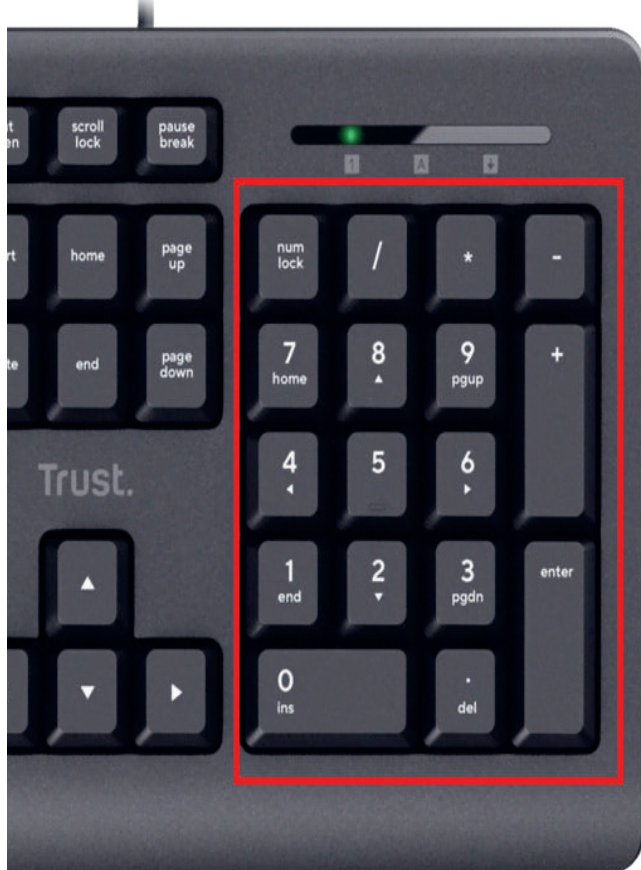 scroll
lock
pause
break
1
A
home
page
up
end
page
down
Trust.
num
lock
/
*
-
7
home
8
9
pgup
+
4
5
6
1
end
2
3
pgdn
enter
0
ins
.
del